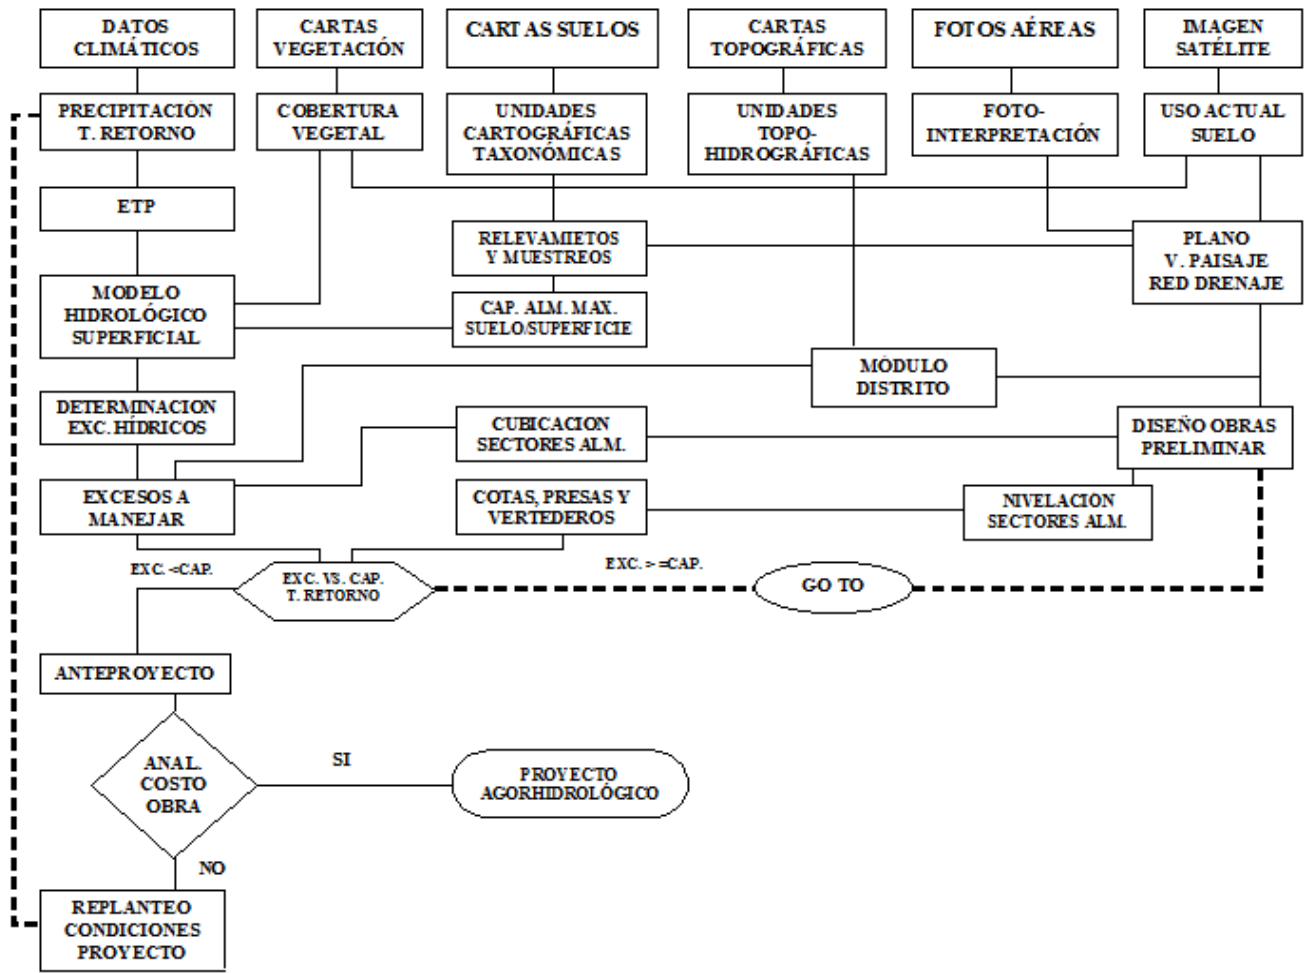 DATOS
CLIMÁTICOS
CARTAS
VEGETACIÓN
CARTAS SUELOS
CARTAS
TOPOGRÁFICAS
FOTOS AÉREAS
IMAGEN
SATÉLITE
PRECIPITACIÓN
T. RETORNO
COBERTURA
VEGETAL
UNIDADES
CARTOGRÁFICAS
TAXONÓMICAS
UNIDADES
TOPO-
HIDROGRÁFICAS
FOTO-
INTERPRETACIÓN
USO ACTUAL
SUELO
ETP
RELEVAMIETOS
Y MUESTREOS
PLANO
V. PAISAJE
RED DRENAJE
MODELO
HIDROLÓGICO
SUPERFICIAL
CAP. ALM. MAX.
SUELO/SUPERFICIE
MÓDULO
DISTRITO
DETERMINACION
EXC. HÍDRICOS
CUBICACION
SECTORES ALM.
DISEÑO OBRAS
PRELIMINAR
EXCESOS A
MANEJAR
COTAS, PRESAS Y
VERTEDEROS
NIVELACION
SECTORES ALM.
EXC. <CAP.
EXC. VS. CAP.
T. RETORNO
EXC. > =CAP.
GO TO
ANTEPROYECTO
ANAL.
COSTO
OBRA
SI
PROYECTO
AGORHIDROLÓGICO
NO
REPLANTEO
CONDICIONES
PROYECTO